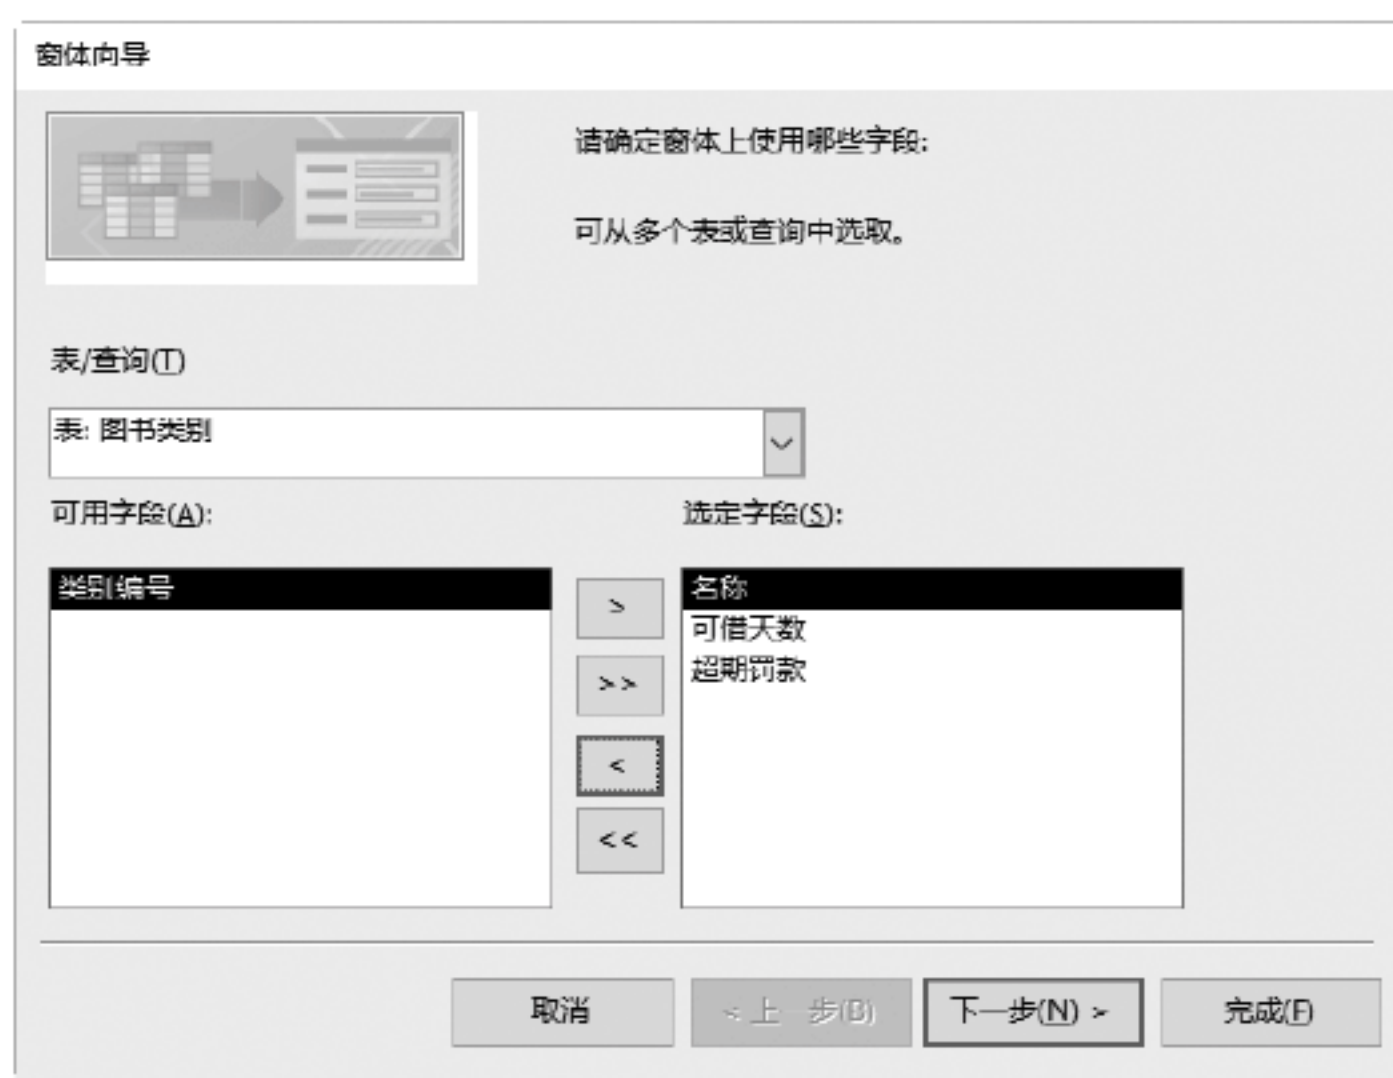 窗体向导
请确定窗体上使用哪些字段:
可从多个表或查询中选取。
表/查询(T)
表: 图书类别
可用字段(A):
选定字段(S):
类别编号
>
>>
<
<<
名称
可借天数
超期罚款
取消
< 上一步(B)
下一步(N) >
完成(F)